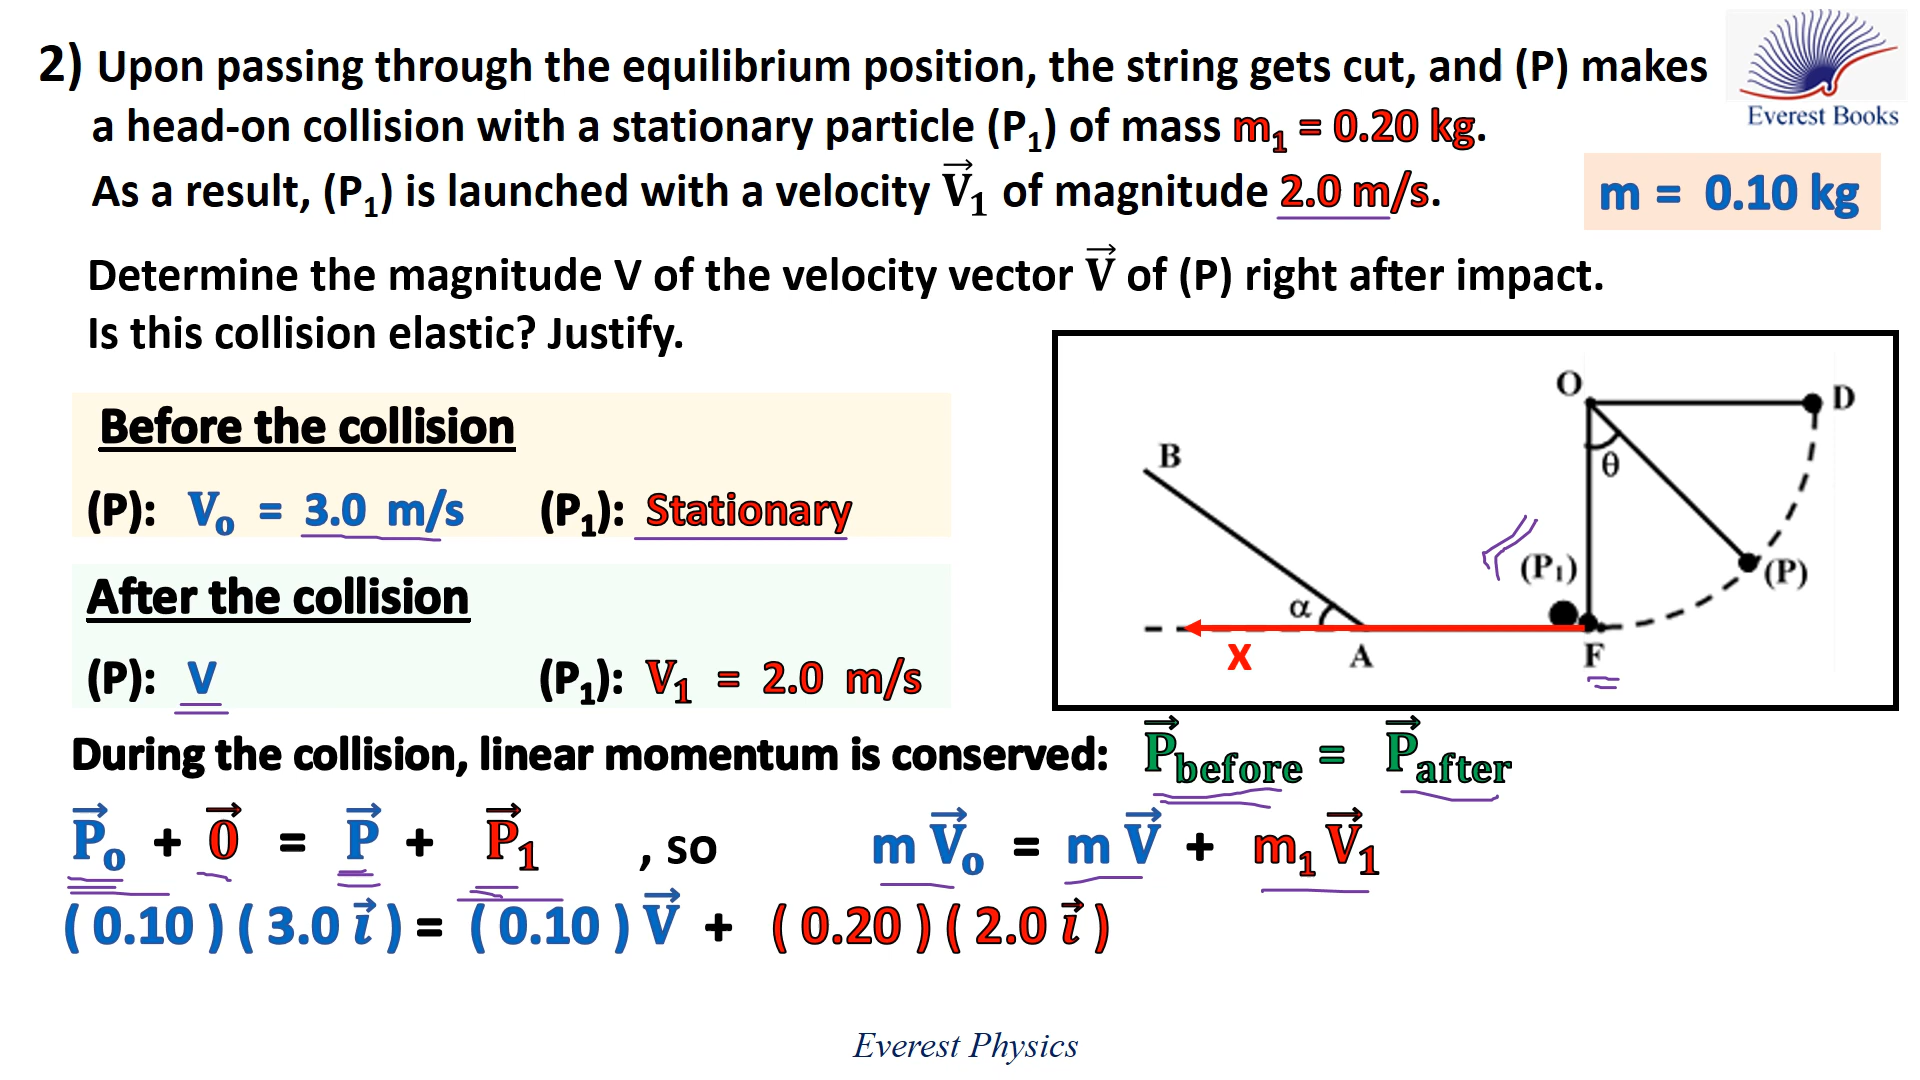 2) Upon passing through the equilibrium position, the string gets cut, and (P) makes
a head-on collision with a stationary particle (P₁) of mass m₁ = 0.20 kg.
As a result, (P₁) is launched with a velocity V⃗₁ of magnitude 2.0 m/s.
Everest Books
m = 0.10 kg
Determine the magnitude V of the velocity vector V⃗ of (P) right after impact.
Is this collision elastic? Justify.
Before the collision
(P): V₀ = 3.0 m/s (P₁): Stationary
After the collision
(P): V (P₁): V₁ = 2.0 m/s
O
D
B
θ
(P₁)
(P)
α
x
A
F
During the collision, linear momentum is conserved: P⃗before = P⃗after
P⃗₀ + 0⃗ = P⃗ + P⃗₁ , so m V⃗₀ = m V⃗ + m₁ V⃗₁
( 0.10 ) ( 3.0 i⃗ ) = ( 0.10 ) V⃗ + ( 0.20 ) ( 2.0 i⃗ )
Everest Physics